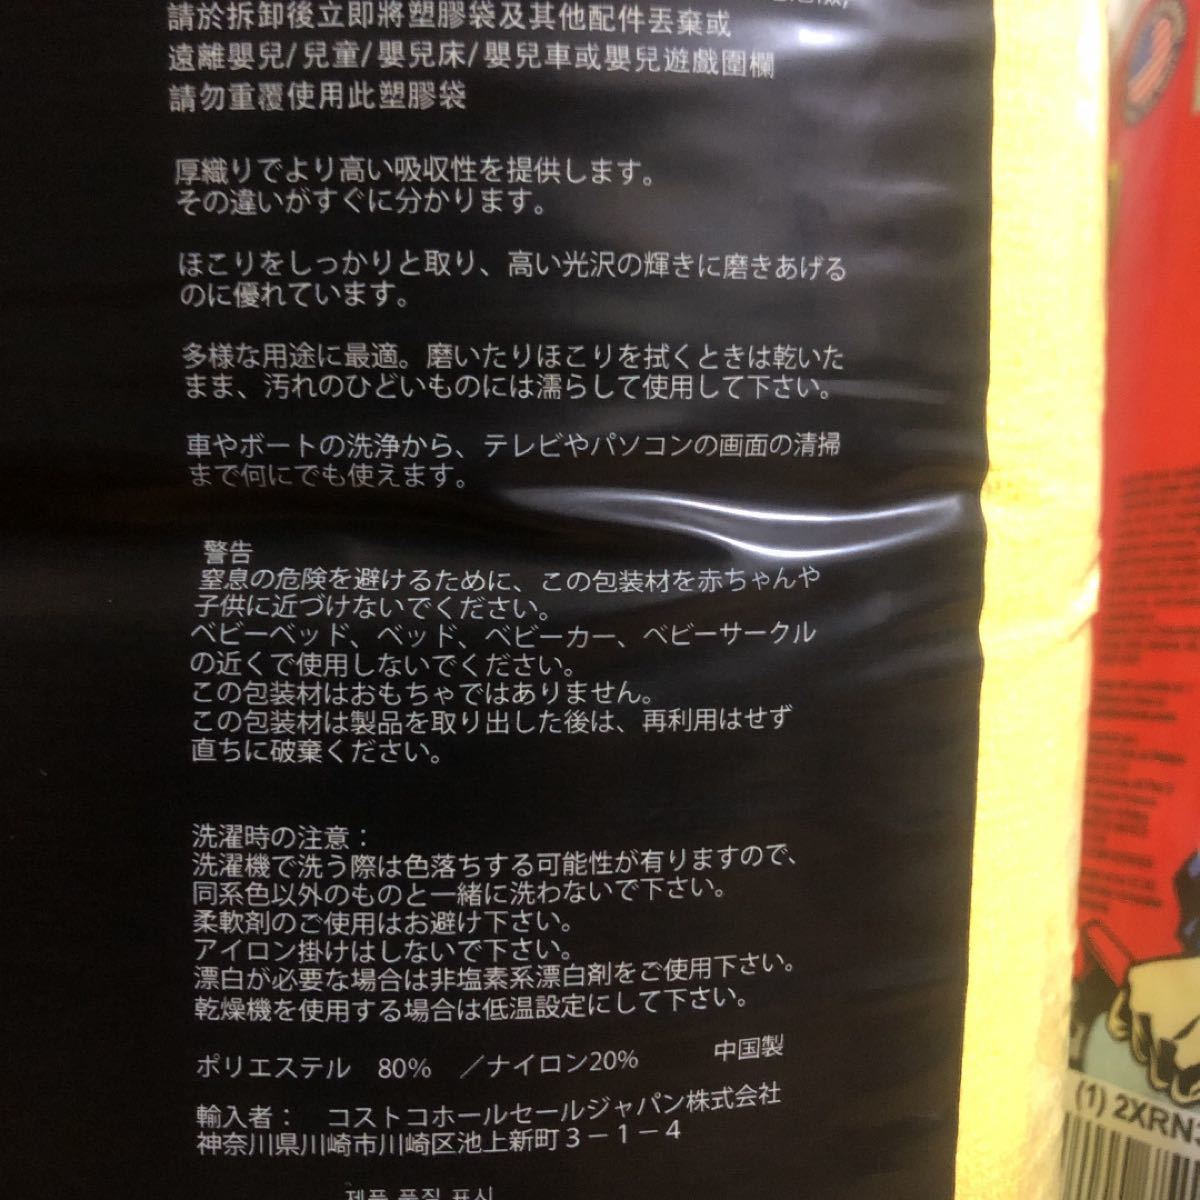 請於拆卸後立即將塑膠袋及其他配件丟棄或
遠離嬰兒/兒童/嬰兒床/嬰兒車或嬰兒遊戲圍欄
請勿重覆使用此塑膠袋
厚織りでより高い吸収性を提供します。
その違いがすぐに分かります。
ほこりをしっかりと取り、高い光沢の輝きに磨きあげる
のに優れています。
多様な用途に最適。磨いたりほこりを拭くときは乾いた
まま、汚れのひどいものには濡らして使用して下さい。
車やボートの洗浄から、テレビやパソコンの画面の清掃
まで何にでも使えます。
警告
窒息の危険を避けるために、この包装材を赤ちゃんや
子供に近づけないでください。
ベビーベッド、ベッド、ベビーカー、ベビーサークル
の近くで使用しないでください。
この包装材はおもちゃではありません。
この包装材は製品を取り出した後は、再利用はせず
直ちに破棄ください。
洗濯時の注意：
洗濯機で洗う際は色落ちする可能性が有りますので、
同系色以外のものと一緒に洗わないで下さい。
柔軟剤のご使用はお避け下さい。
アイロン掛けはしないで下さい。
漂白が必要な場合は非塩素系漂白剤をご使用下さい。
乾燥機を使用する場合は低温設定にして下さい。
ポリエステル　80%　／ナイロン20%　　　中国製
輸入者：　コストコホールセールジャパン株式会社
神奈川県川崎市川崎区池上新町３－１－４
제품 품질 표시
(1) 2XRN